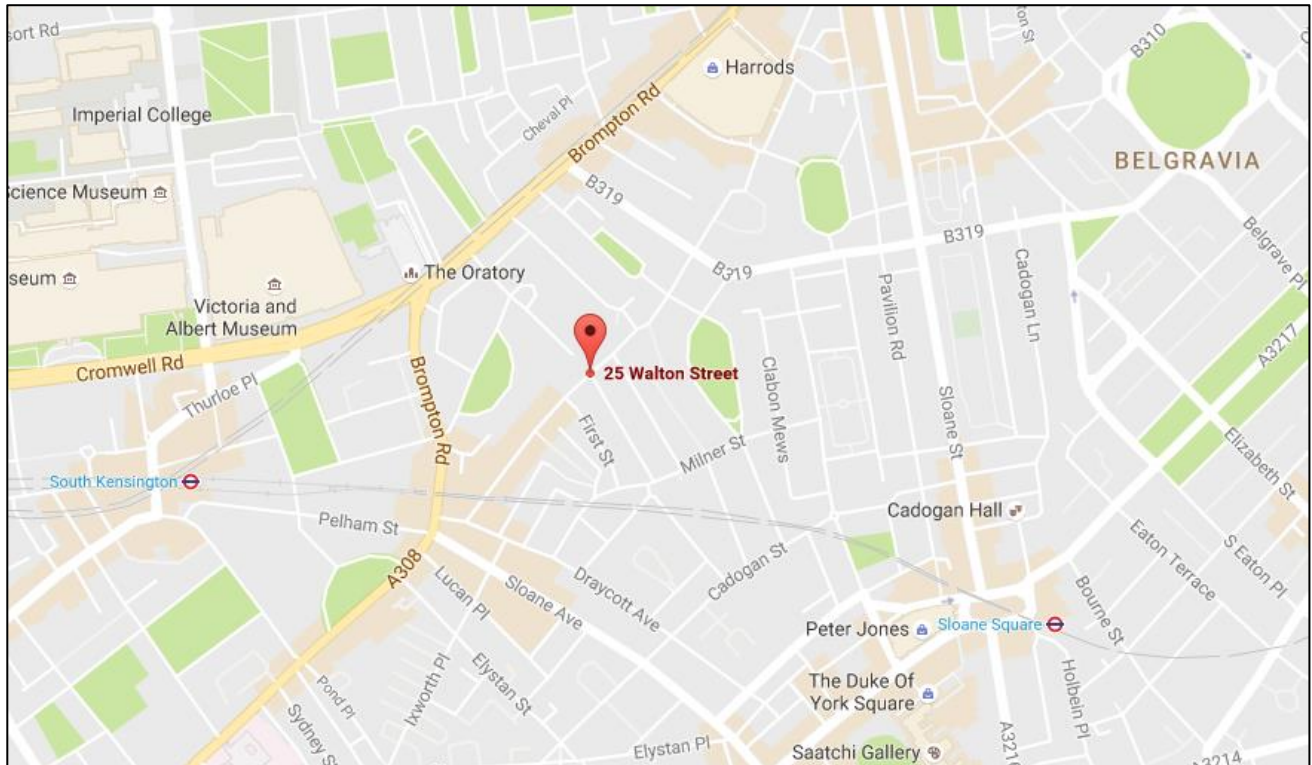 sort Rd
ton St
B310
Harrods
Imperial College
Cheval Pl
Brompton Rd
BELGRAVIA
Science Museum
B319
B319
Belgrave Pl
seum
The Oratory
B319
Cadogan Ln
Pavilion Rd
Victoria and
Albert Museum
A3217
Cromwell Rd
25 Walton Street
Thurloe Pl
Brompton Rd
Clabon Mews
Sloane St
First St
Milner St
Elizabeth St
South Kensington
Cadogan Hall
Pelham St
A308
Lucan Pl
Sloane Ave
Draycott Ave
Cadogan St
Eaton Terrace
S Eaton Pl
Bourne St
Peter Jones
Sloane Square
Ixworth Pl
Elystan St
Pond Pl
The Duke Of
York Square
Holbein Pl
Sydney S
Elystan Pl
Saatchi Gallery
A3216
A3214